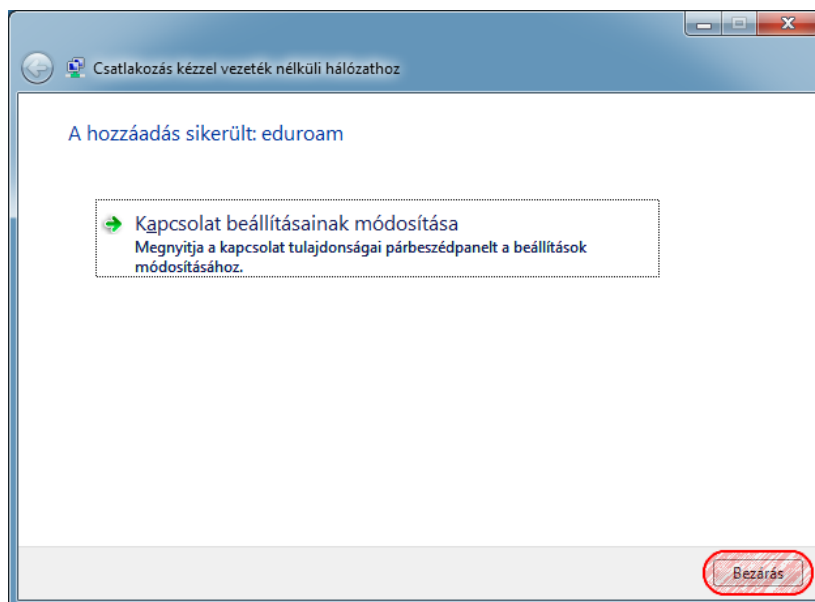 Csatlakozás kézzel vezeték nélküli hálózathoz
A hozzáadás sikerült: eduroam
Kapcsolat beállításainak módosítása
Megnyitja a kapcsolat tulajdonságai párbeszédpanelt a beállítások
módosításához.
Bezárás